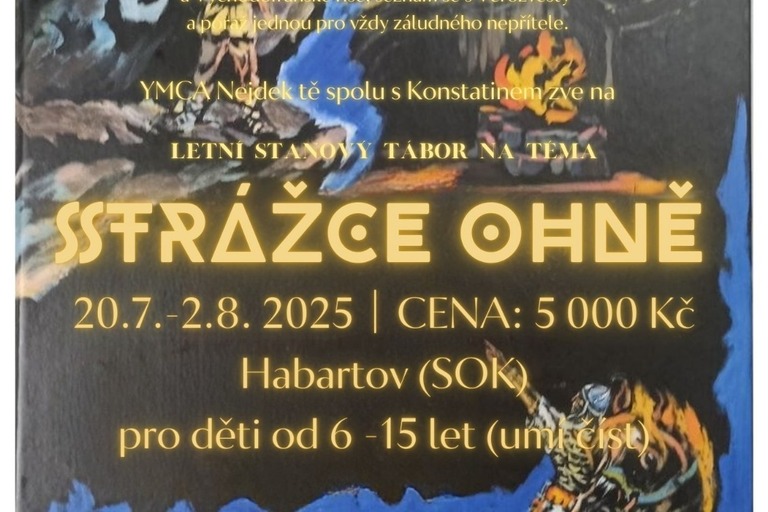 a poraz jednou pro vždy záludného nepřítele.
YMCA Nejdek tě spolu s Konstatinem zve na
LETNÍ STANOVÝ TÁBOR NA TÉMA
SSTRÁŽCE OHNĚ
20.7.-2.8. 2025 | CENA: 5 000 Kč
Habartov (SOK)
pro děti od 6 -15 let (umí číst)